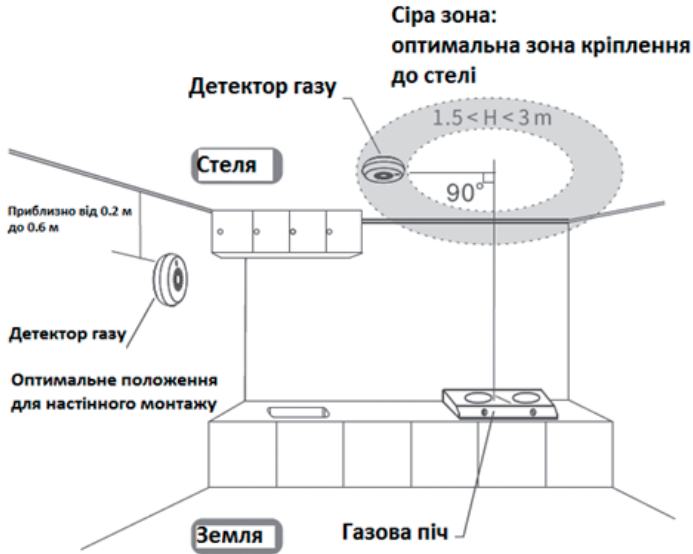 Сіра зона:
оптимальна зона кріплення
до стелі
Детектор газу
1.5 < H < 3 m
Стеля
90°
Приблизно від 0.2 м
до 0.6 м
Детектор газу
Оптимальне положення
для настінного монтажу
Земля
Газова піч